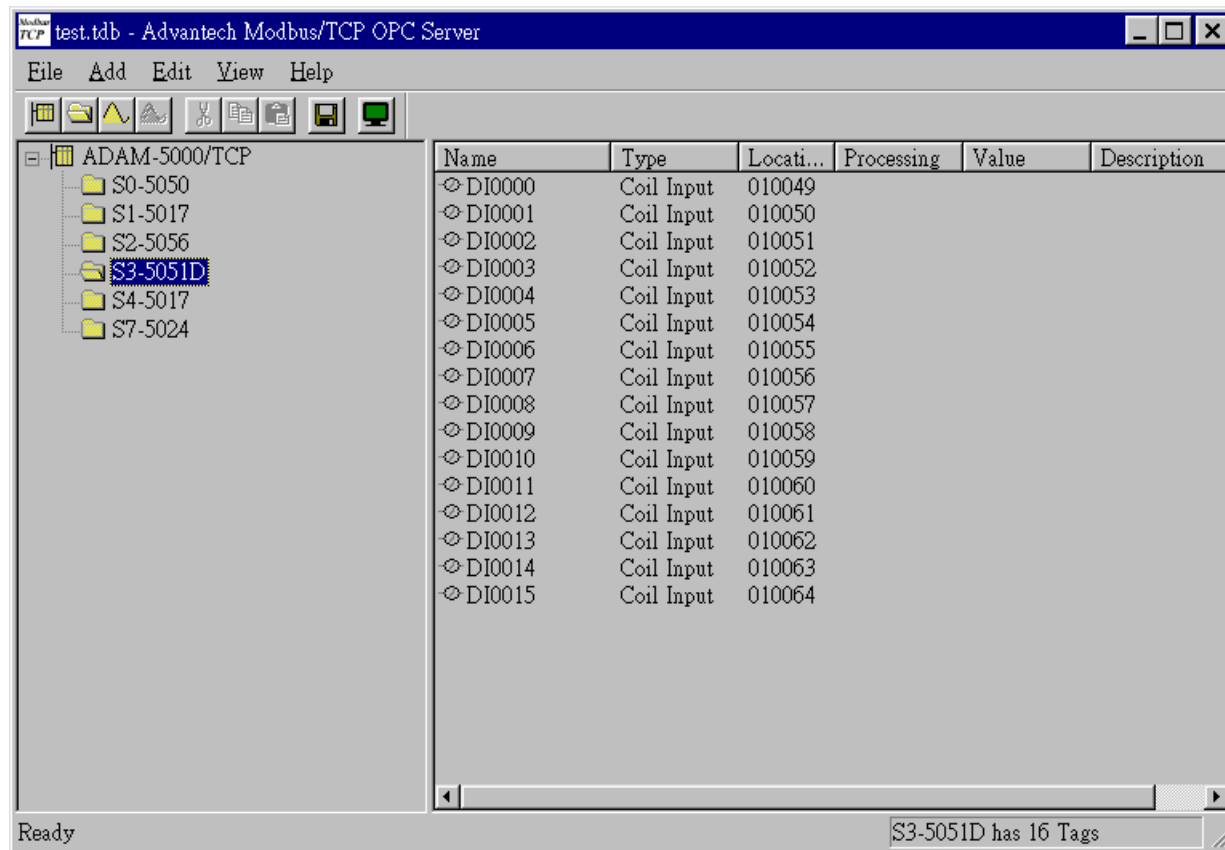 Modbus TCP test.tdb - Advantech Modbus/TCP OPC Server
File Add Edit View Help
ADAM-5000/TCP
S0-5050
S1-5017
S2-5056
S3-5051D
S4-5017
S7-5024
Name Type Locati... Processing Value Description
DI0000 Coil Input 010049
DI0001 Coil Input 010050
DI0002 Coil Input 010051
DI0003 Coil Input 010052
DI0004 Coil Input 010053
DI0005 Coil Input 010054
DI0006 Coil Input 010055
DI0007 Coil Input 010056
DI0008 Coil Input 010057
DI0009 Coil Input 010058
DI0010 Coil Input 010059
DI0011 Coil Input 010060
DI0012 Coil Input 010061
DI0013 Coil Input 010062
DI0014 Coil Input 010063
DI0015 Coil Input 010064
Ready S3-5051D has 16 Tags